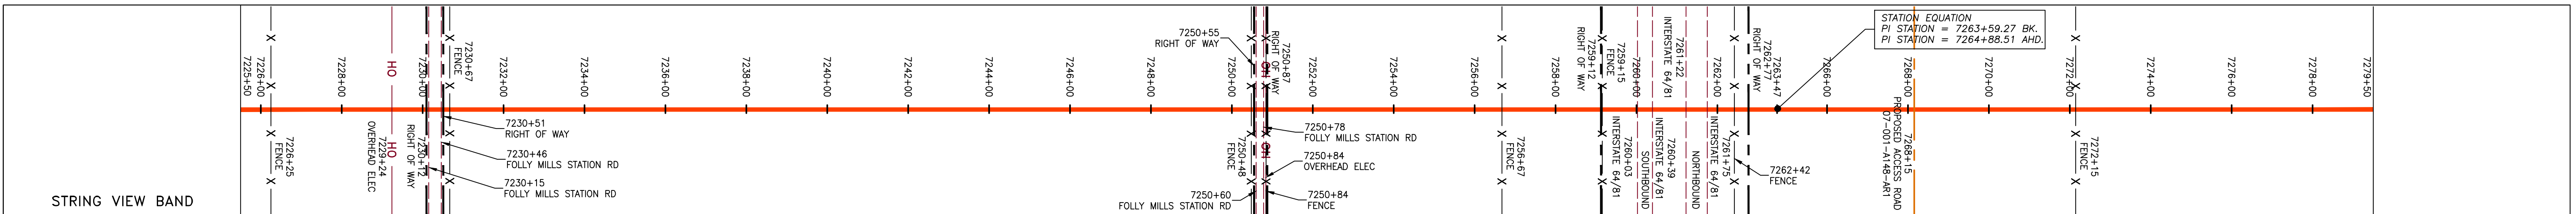 STRING VIEW BAND
7225+50
7226+00
7226+25
FENCE
7228+00
OH
OH
7229+24
OVERHEAD ELEC
7230+00
7230+12
RIGHT OF WAY
7230+67
FENCE
7230+51
RIGHT OF WAY
7230+46
FOLLY MILLS STATION RD
7230+15
FOLLY MILLS STATION RD
7232+00
7234+00
7236+00
7238+00
7240+00
7242+00
7244+00
7246+00
7248+00
7250+00
7250+55
RIGHT OF WAY
7250+48
FENCE
7250+60
FOLLY MILLS STATION RD
OH
OH
7250+87
RIGHT OF WAY
7250+78
FOLLY MILLS STATION RD
7250+84
OVERHEAD ELEC
7250+84
FENCE
7252+00
7254+00
7256+00
7256+67
FENCE
7258+00
7259+12
RIGHT OF WAY
7259+15
FENCE
7260+00
7260+03
INTERSTATE 64/81
7260+39
INTERSTATE 64/81
SOUTHBOUND
7261+22
INTERSTATE 64/81
7261+75
INTERSTATE 64/81
NORTHBOUND
7262+00
7262+42
FENCE
7262+77
RIGHT OF WAY
7263+47
STATION EQUATION
PI STATION = 7263+59.27 BK.
PI STATION = 7264+88.51 AHD.
7266+00
7268+00
7268+15
PROPOSED ACCESS ROAD
07-001-A148-AR1
7270+00
7272+00
7272+15
FENCE
7274+00
7276+00
7278+00
7279+50